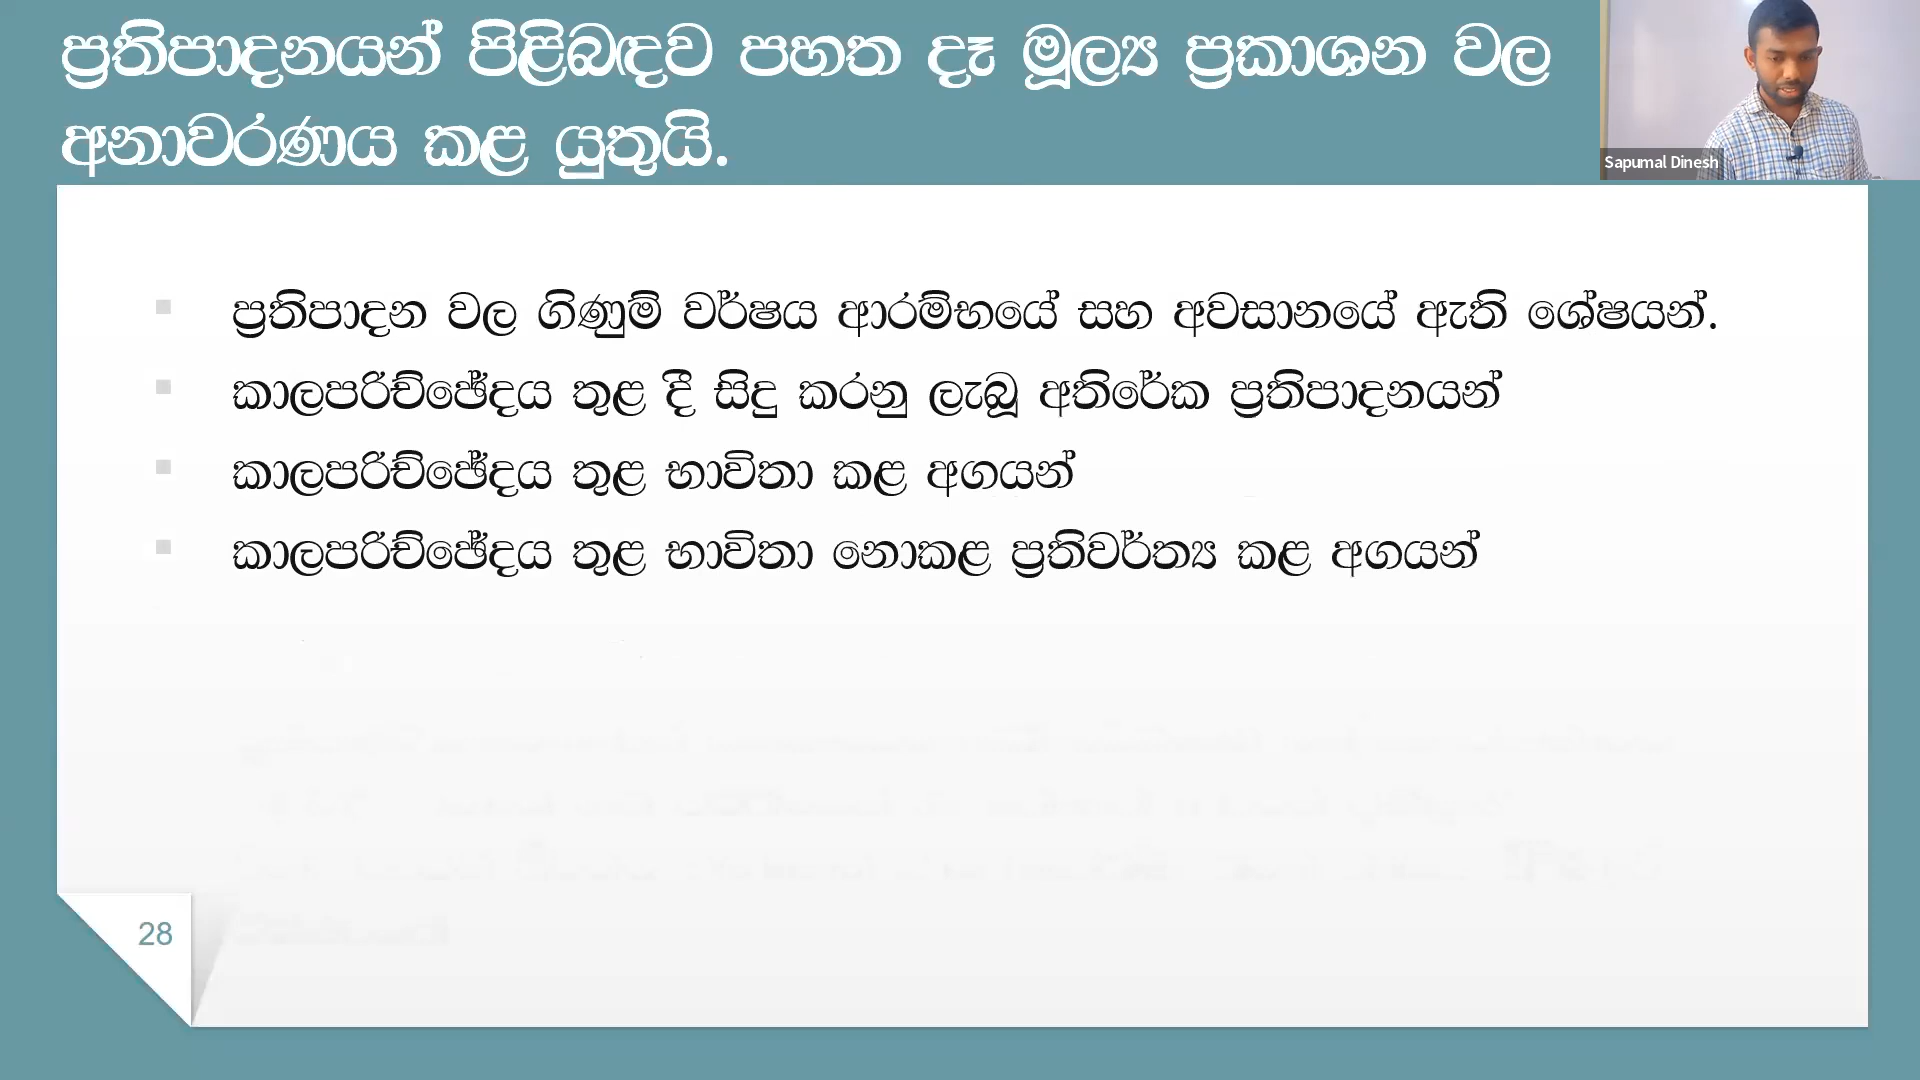 ප්‍රතිපාදනයන් පිළිබඳව පහත දෑ මූල්‍ය ප්‍රකාශන වල
අනාවරණය කළ යුතුයි.
Sapumal Dinesh
ප්‍රතිපාදන වල ගිණුම් වර්ෂය ආරම්භයේ සහ අවසානයේ ඇති ශේෂයන්.
කාලපරිච්ඡේදය තුළ දී සිදු කරනු ලැබූ අතිරේක ප්‍රතිපාදනයන්
කාලපරිච්ඡේදය තුළ භාවිතා කළ අගයන්
කාලපරිච්ඡේදය තුළ භාවිතා නොකළ ප්‍රතිවර්ත්‍ය කළ අගයන්
28